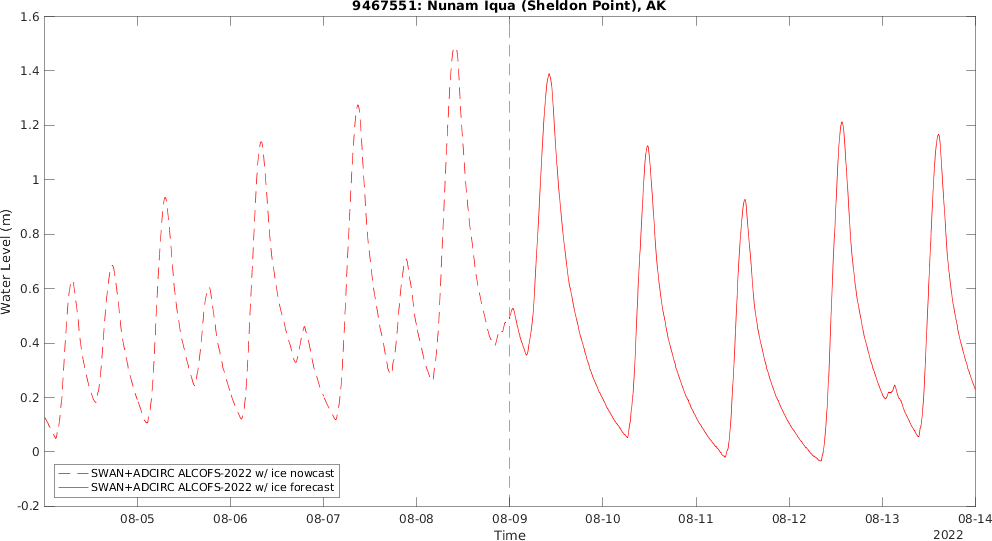 9467551: Nunam Iqua (Sheldon Point), AK
1.6
1.4
1.2
1
0.8
0.6
0.4
0.2
0
-0.2
Water Level (m)
SWAN+ADCIRC ALCOFS-2022 w/ ice nowcast
SWAN+ADCIRC ALCOFS-2022 w/ ice forecast
08-05 08-06 08-07 08-08 08-09 08-10 08-11 08-12 08-13 08-14
Time
2022